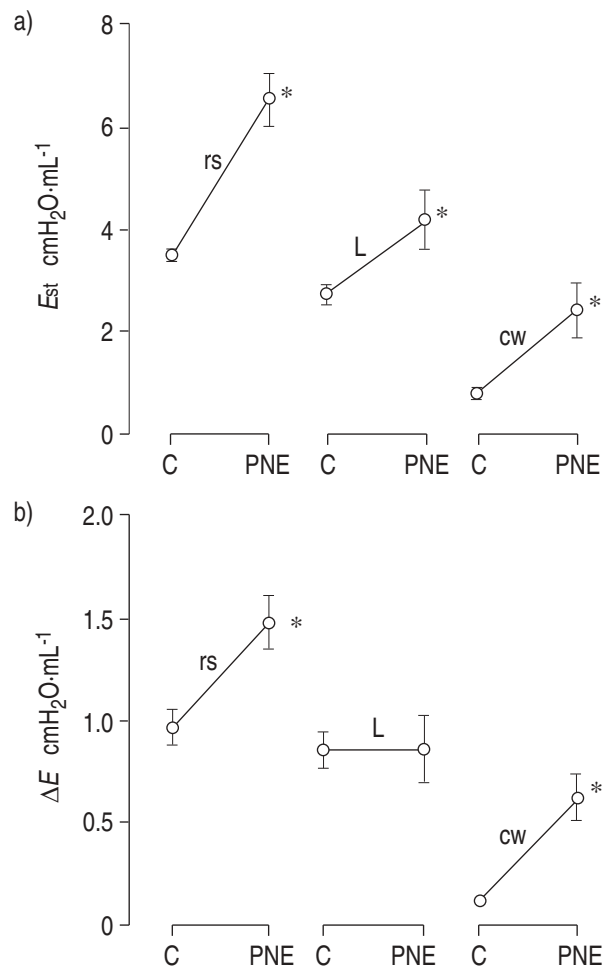 a)
8
6
4
2
0
Est cmH₂O·mL⁻¹
rs
*
L
*
cw
*
C PNE C PNE C PNE
b)
2.0
1.5
1.0
0.5
0
ΔE cmH₂O·mL⁻¹
rs
*
L
cw
*
C PNE C PNE C PNE